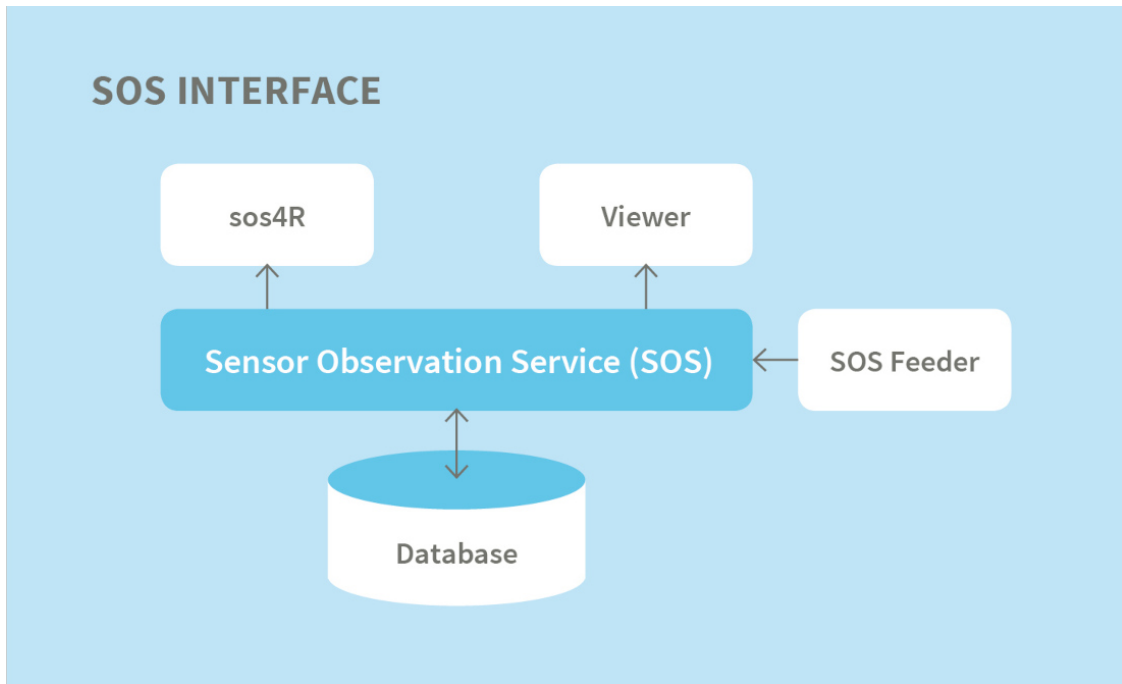 SOS INTERFACE
sos4R
Viewer
Sensor Observation Service (SOS)
SOS Feeder
Database